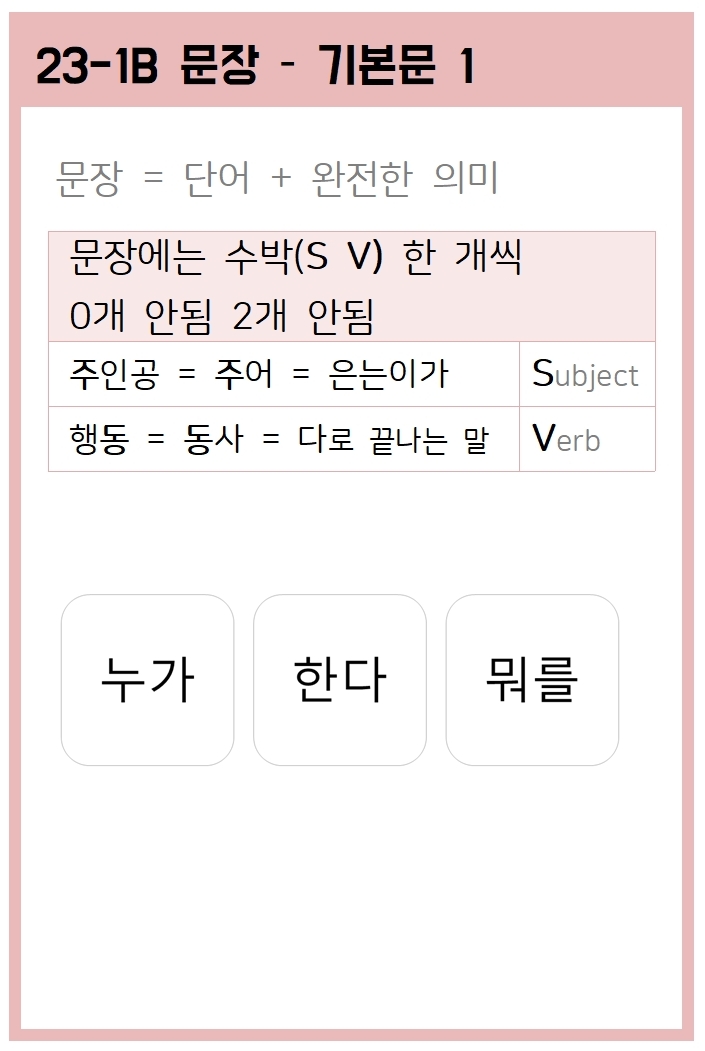 23-1B 문장 - 기본문 1
문장 = 단어 + 완전한 의미
문장에는 수박(S V) 한 개씩
0개 안됨 2개 안됨
주인공 = 주어 = 은는이가 Subject
행동 = 동사 = 다로 끝나는 말 Verb
누가 한다 뭐를